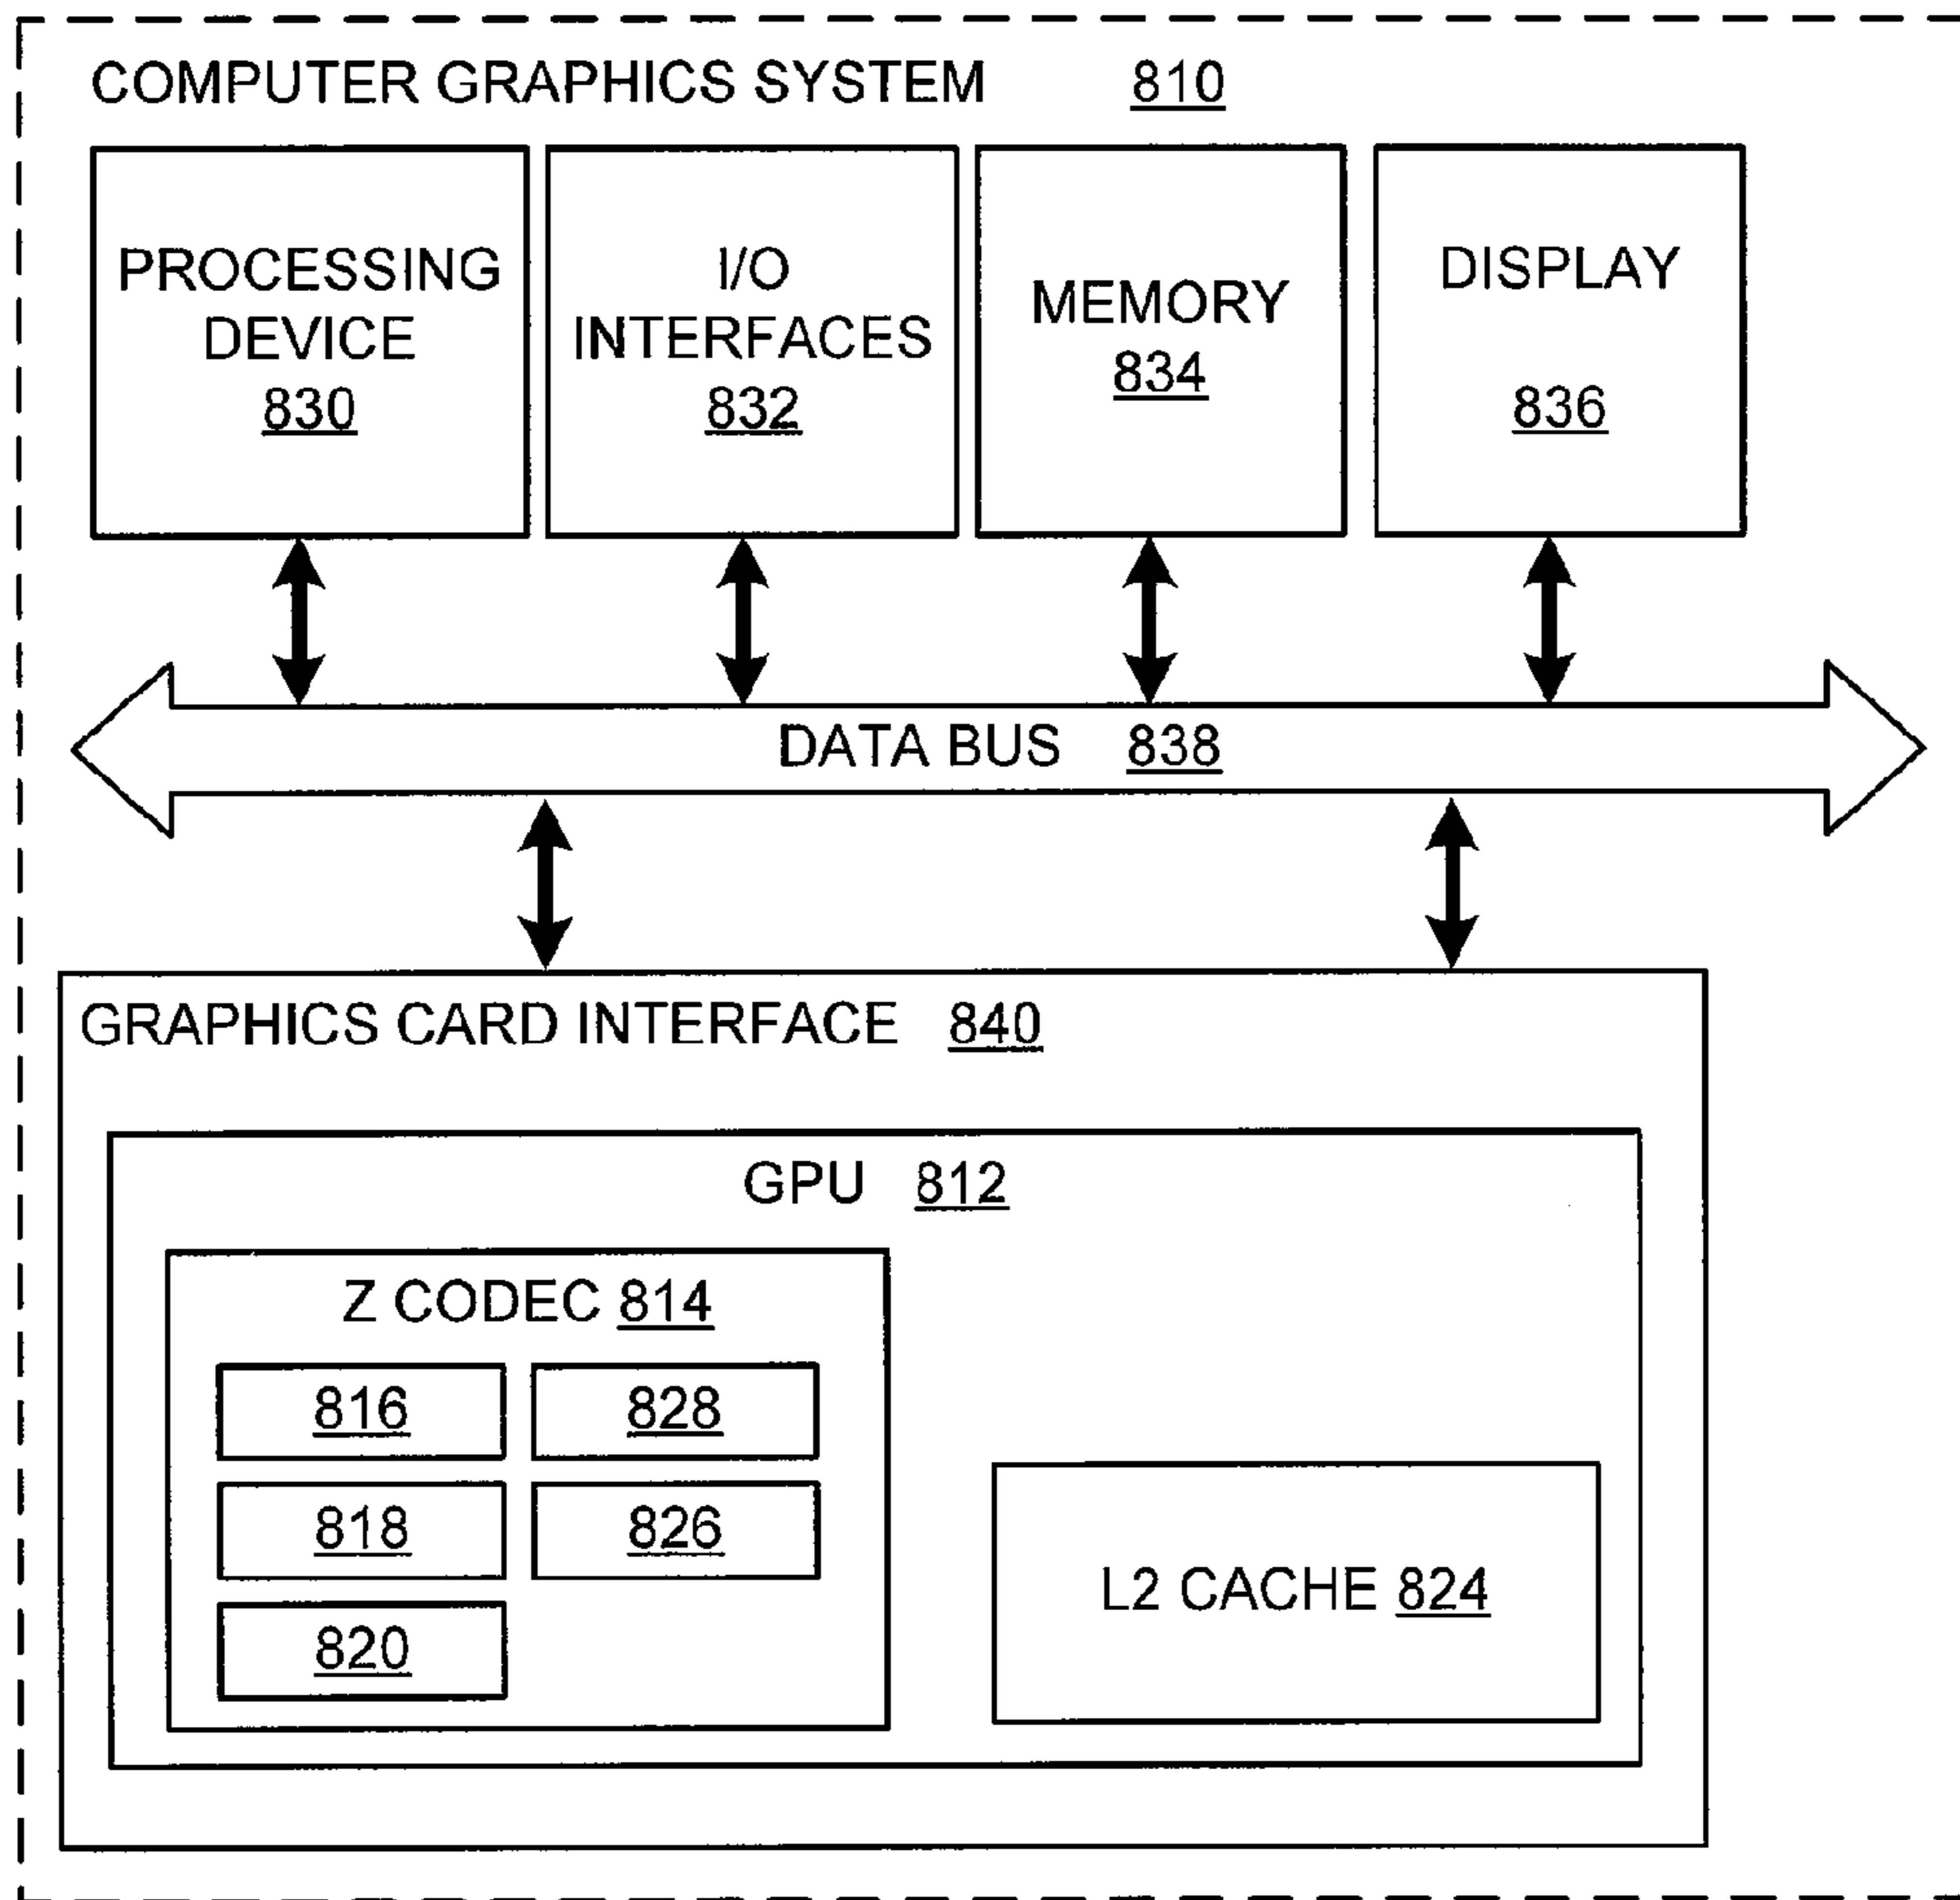 COMPUTER GRAPHICS SYSTEM 810
PROCESSING
DEVICE
830
I/O
INTERFACES
832
MEMORY
834
DISPLAY
836
DATA BUS 838
GRAPHICS CARD INTERFACE 840
GPU 812
Z CODEC 814
816
828
818
826
820
L2 CACHE 824